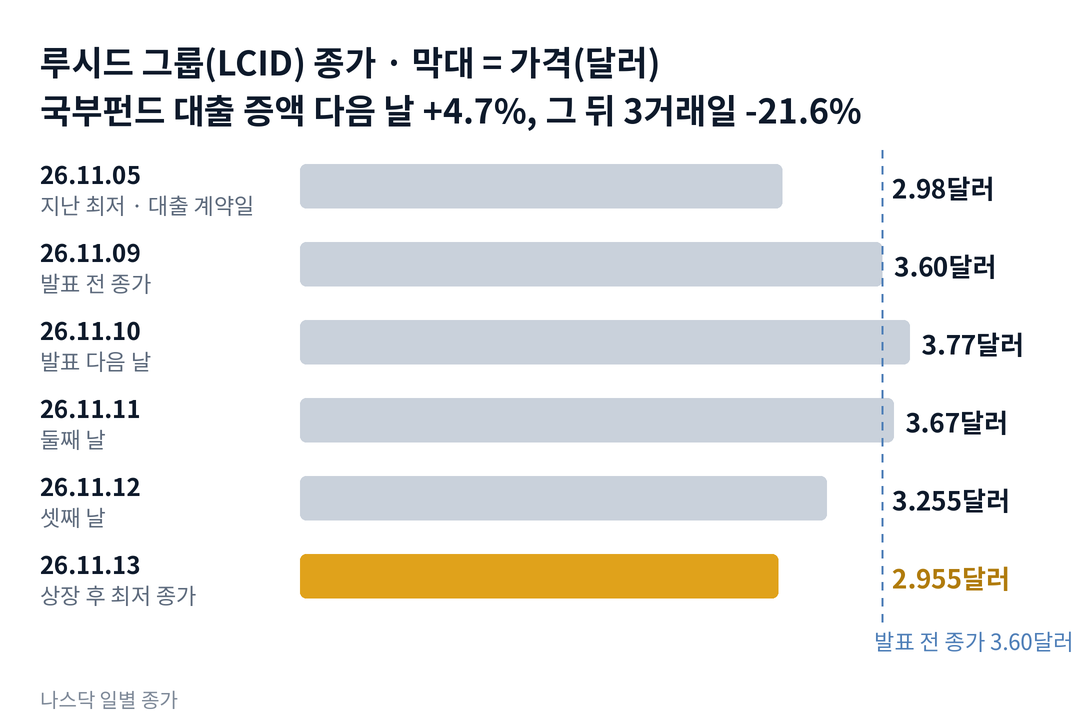 루시드 그룹(LCID) 종가 · 막대 = 가격(달러)
국부펀드 대출 증액 다음 날 +4.7%, 그 뒤 3거래일 -21.6%
26.11.05
지난 최저 · 대출 계약일
2.98달러
26.11.09
발표 전 종가
3.60달러
26.11.10
발표 다음 날
3.77달러
26.11.11
둘째 날
3.67달러
26.11.12
셋째 날
3.255달러
26.11.13
상장 후 최저 종가
2.955달러
발표 전 종가 3.60달러
나스닥 일별 종가